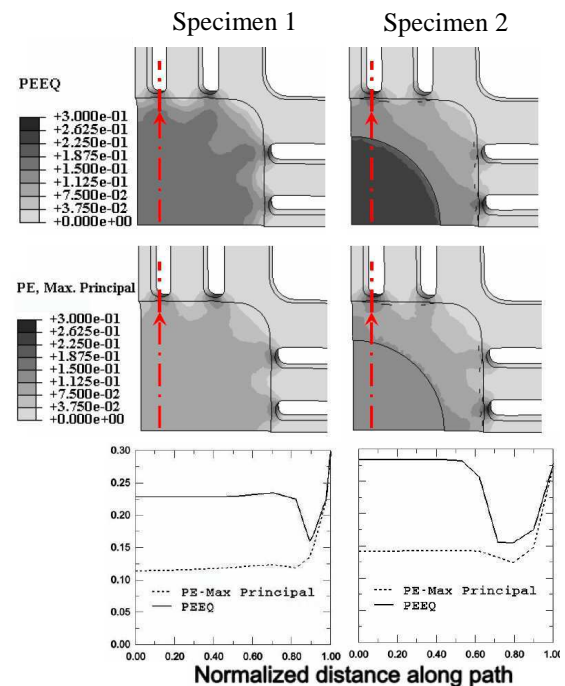 Specimen 1 Specimen 2
PEEQ
+3.000e-01
+2.625e-01
+2.250e-01
+1.875e-01
+1.500e-01
+1.125e-01
+7.500e-02
+3.750e-02
+0.000e+00
PE, Max. Principal
+3.000e-01
+2.625e-01
+2.250e-01
+1.875e-01
+1.500e-01
+1.125e-01
+7.500e-02
+3.750e-02
+0.000e+00
0.30
0.25
0.20
0.15
0.10
0.05
0.00
PE-Max Principal
PEEQ
0.00 0.20 0.40 0.60 0.80 1.00
PE-Max Principal
PEEQ
0.00 0.20 0.40 0.60 0.80 1.00
Normalized distance along path